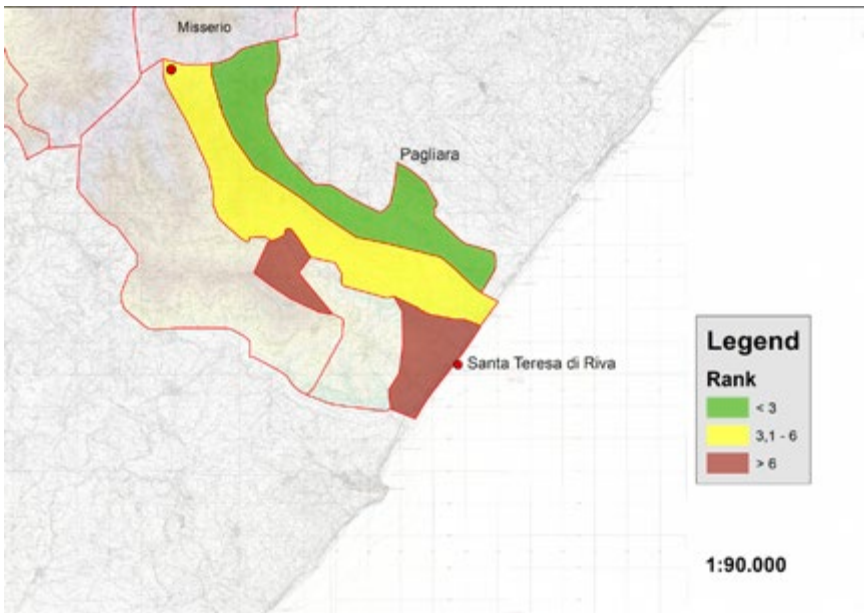 Misserio
Pagliara
Santa Teresa di Riva
Legend
Rank
< 3
3,1 - 6
> 6
1:90.000